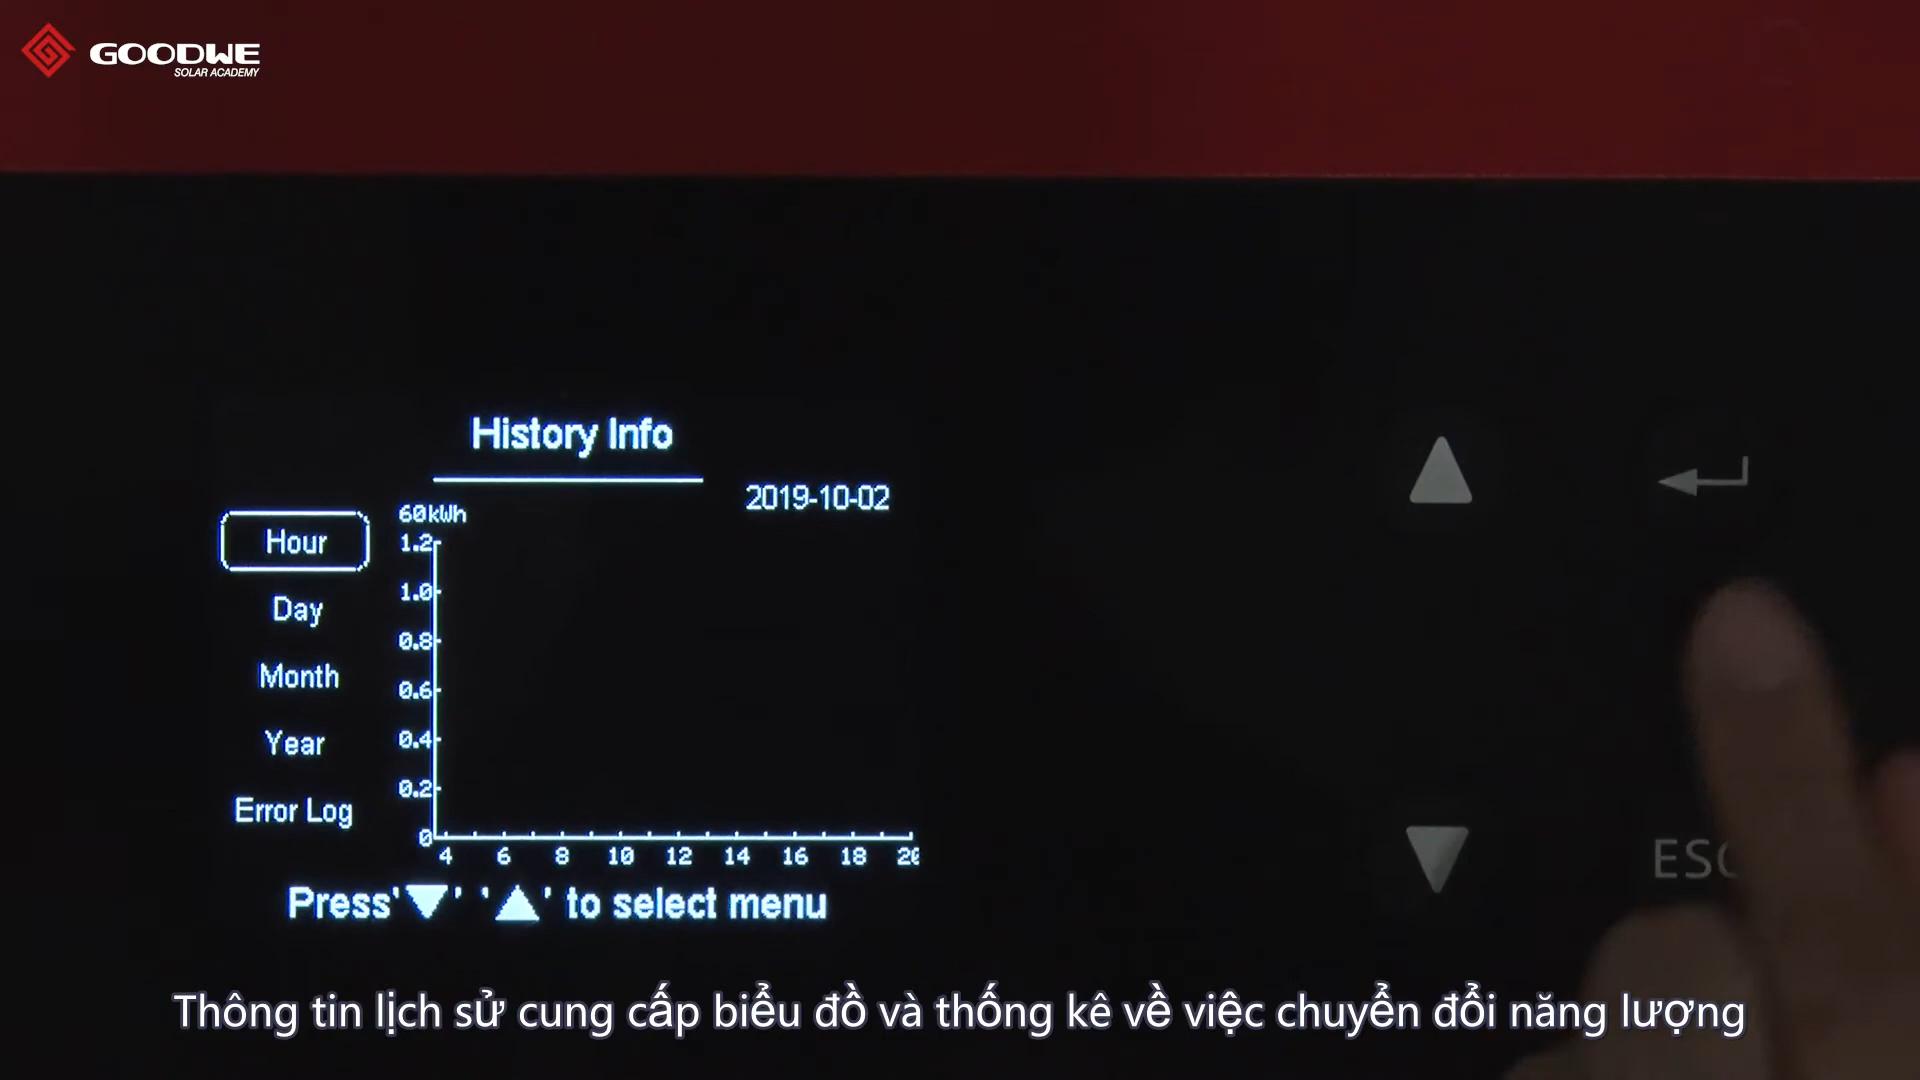 GOODWE
SOLAR ACADEMY
History Info
2019-10-02
60kWh
Hour
Day
Month
Year
Error Log
1.2
1.0
0.8
0.6
0.4
0.2
0
4 6 8 10 12 14 16 18 20
Press'▼' '▲' to select menu
ESC
Thông tin lịch sử cung cấp biểu đồ và thống kê về việc chuyển đổi năng lượng